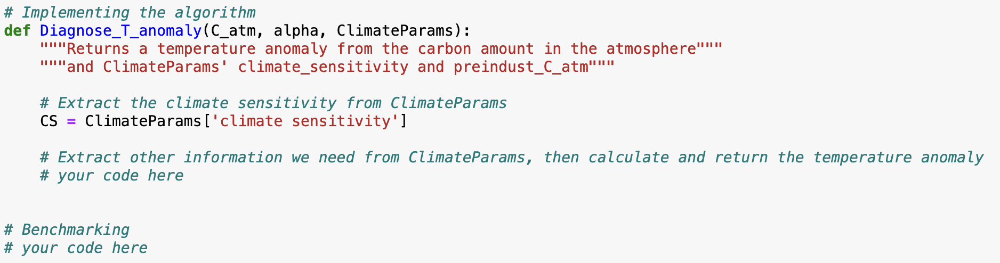 # Implementing the algorithm
def Diagnose_T_anomaly(C_atm, alpha, ClimateParams):
    """Returns a temperature anomaly from the carbon amount in the atmosphere"""
    """and ClimateParams' climate_sensitivity and preindust_C_atm"""
    # Extract the climate sensitivity from ClimateParams
    CS = ClimateParams['climate sensitivity']
    # Extract other information we need from ClimateParams, then calculate and return the temperature anomaly
    # your code here
# Benchmarking
# your code here